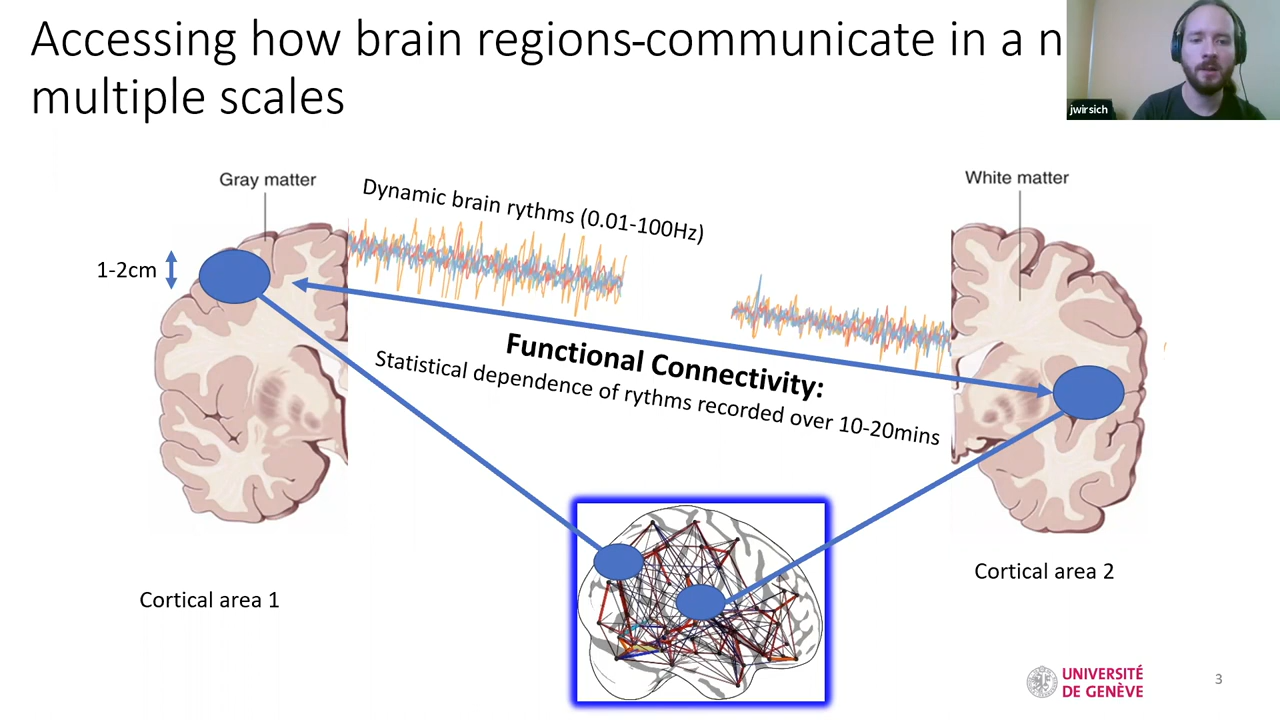 Accessing how brain regions-communicate in a n
multiple scales
jwirsich
Gray matter
Dynamic brain rythms (0.01-100Hz)
White matter
1-2cm
Functional Connectivity:
Statistical dependence of rythms recorded over 10-20mins
Cortical area 1
Cortical area 2
UNIVERSITÉ
DE GENÈVE
3